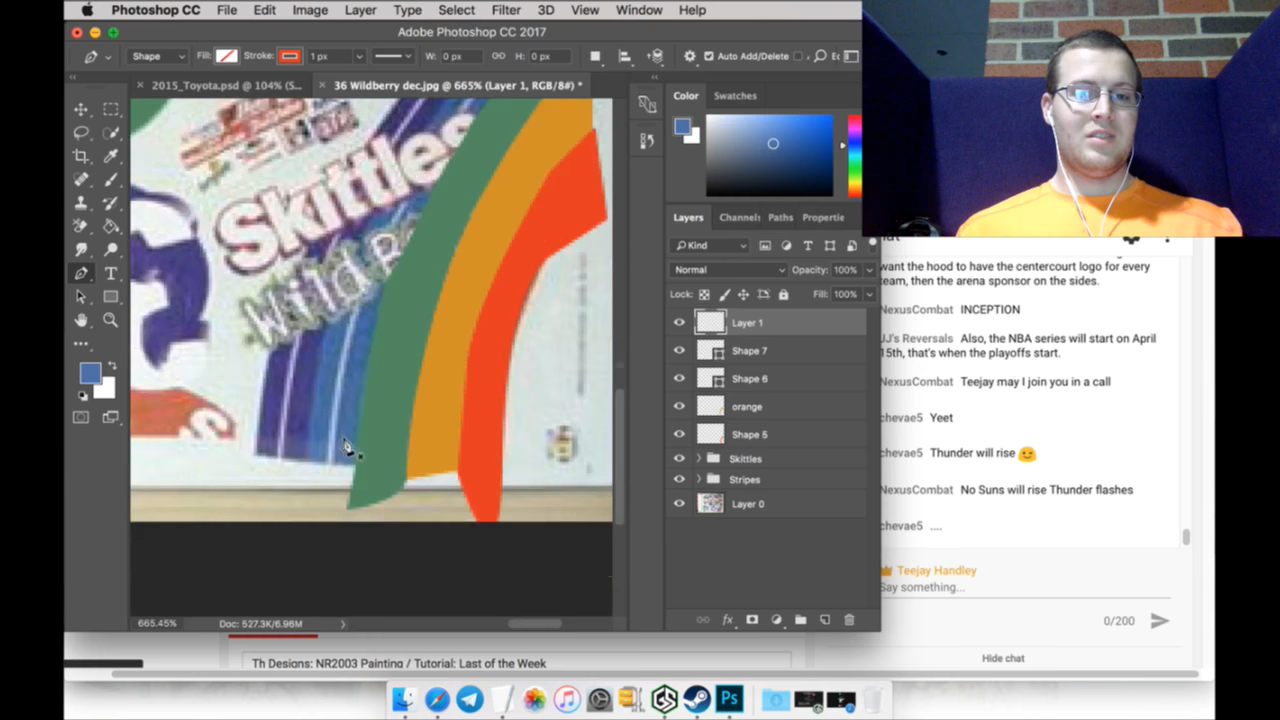 Photoshop CC File Edit Image Layer Type Select Filter 3D View Window Help
Adobe Photoshop CC 2017
Shape Fill: Stroke: 1 px W: 0 px H: 0 px Auto Add/Delete
2015_Toyota.psd @ 104% (S... 36 Wildberry dec.jpg @ 665% (Layer 1, RGB/8#) *
Color Swatches
Skittles
Wild
S
Layers Channels Paths Propertie
Kind
Normal Opacity: 100%
Lock: Fill: 100%
Layer 1
Shape 7
Shape 6
orange
Shape 5
Skittles
Stripes
Layer 0
665.45% Doc: 527.3K/6.96M
want the hood to have the centercourt logo for every
team, then the arena sponsor on the sides.
NexusCombat INCEPTION
JJ's Reversals Also, the NBA series will start on April
15th, that's when the playoffs start.
NexusCombat Teejay may I join you in a call
chevae5 Yeet
chevae5 Thunder will rise
NexusCombat No Suns will rise Thunder flashes
chevae5 ....
Teejay Handley
Say something...
0/200
Hide chat
Th Designs: NR2003 Painting / Tutorial: Last of the Week
GS
Ps